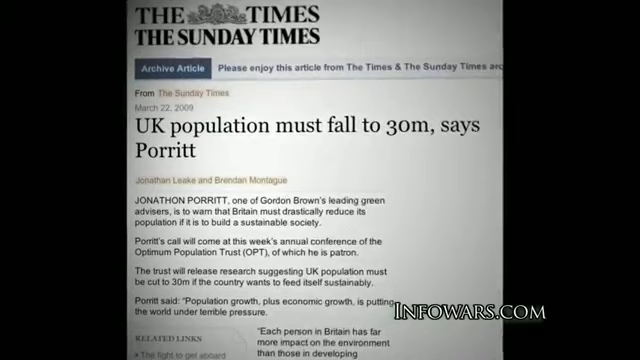 THE TIMES
THE SUNDAY TIMES
Archive Article
Please enjoy this article from The Times & The Sunday Times arc
From The Sunday Times
March 22, 2009
UK population must fall to 30m, says
Porritt
Jonathan Leake and Brendan Montague
JONATHON PORRITT, one of Gordon Brown's leading green
advisers, is to warn that Britain must drastically reduce its
population if it is to build a sustainable society.
Porritt's call will come at this week's annual conference of the
Optimum Population Trust (OPT), of which he is patron.
The trust will release research suggesting UK population must
be cut to 30m if the country wants to feed itself sustainably.
Porritt said: "Population growth, plus economic growth, is putting
the world under terrible pressure.
INFOWARS.COM
RELATED LINKS
"Each person in Britain has far
more impact on the environment
than those in developing
• The fight to get aboard